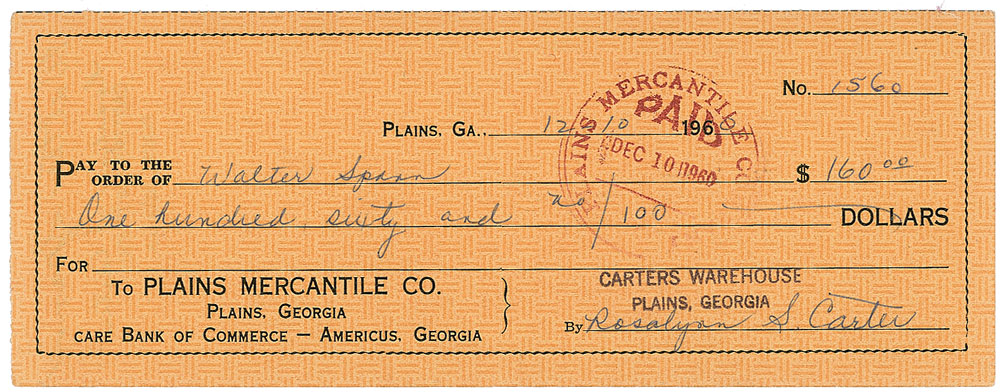 No. 1560
PLAINS, GA., 12 10 1960
PLAINS MERCANTILE CO
PAID
DEC 10 1960
PAY TO THE
ORDER OF Walter Spann $ 160 00
One hundred sixty and no/100 DOLLARS
FOR
TO PLAINS MERCANTILE CO.
PLAINS, GEORGIA
CARE BANK OF COMMERCE — AMERICUS, GEORGIA
CARTERS WAREHOUSE
PLAINS, GEORGIA
By Rosalynn S. Carter